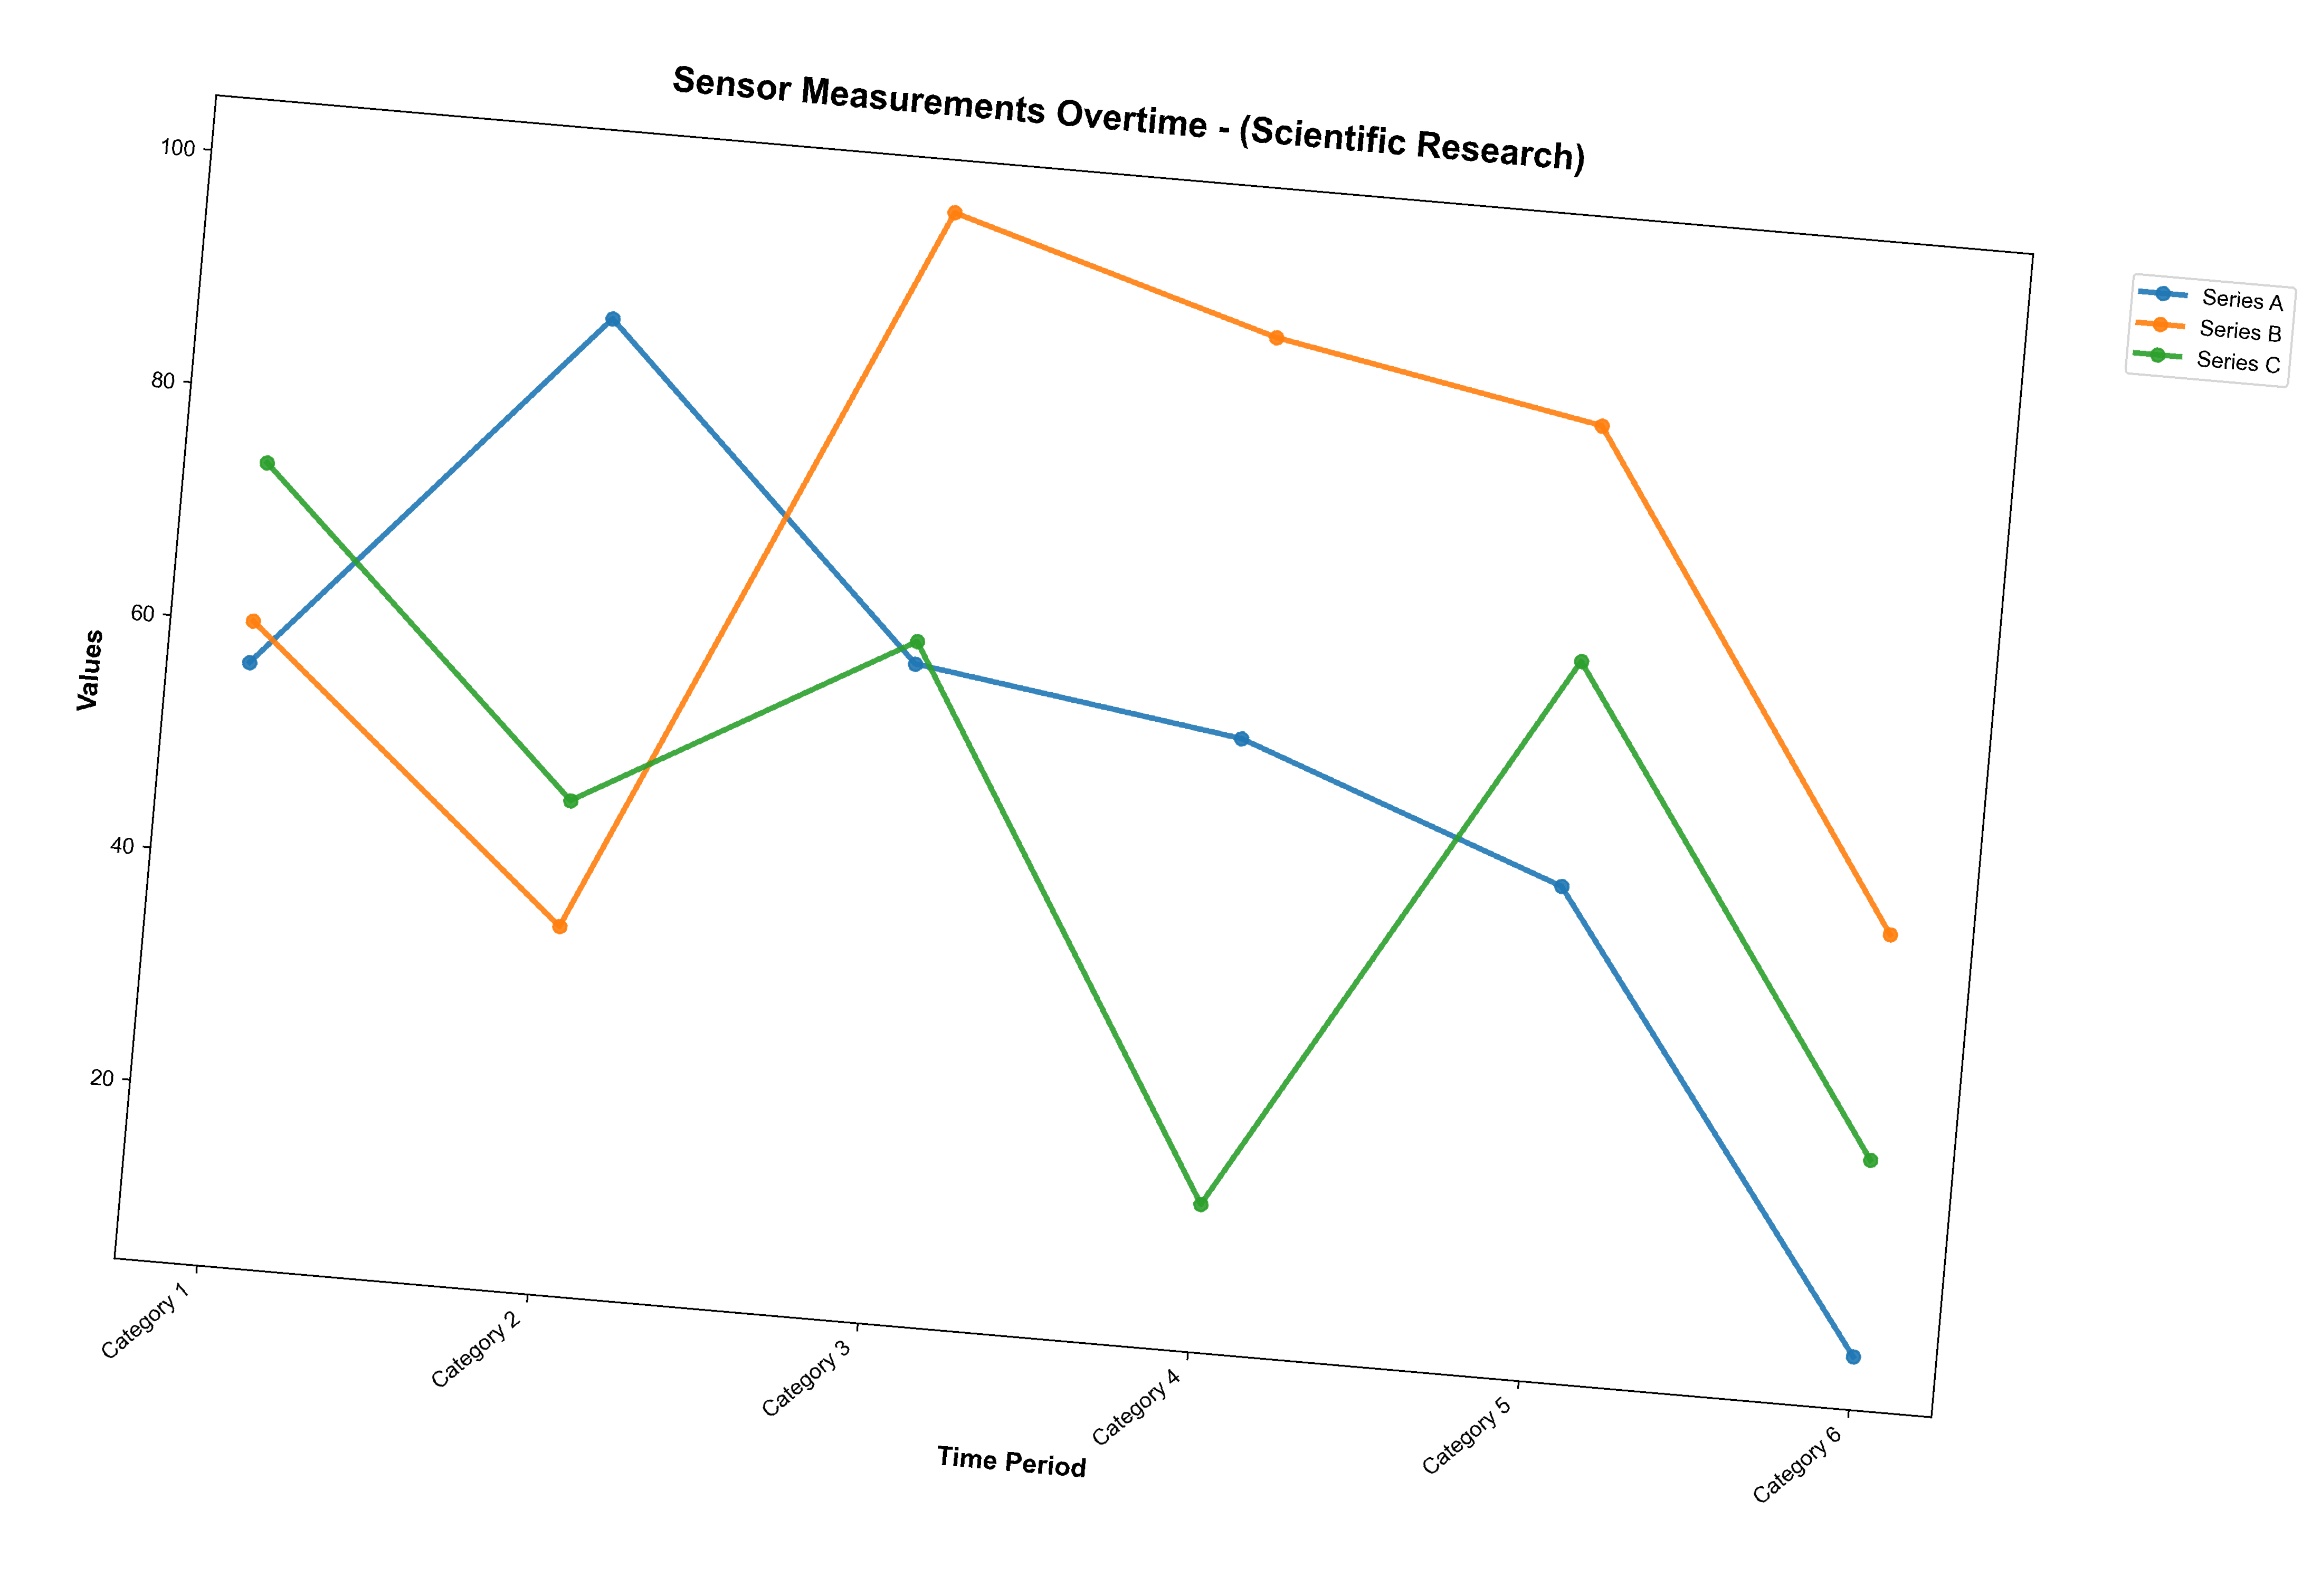 Sensor Measurements Overtime - (Scientific Research)
100
80
60
40
20
Values
Category 1
Category 2
Category 3
Category 4
Category 5
Category 6
Time Period
Series A
Series B
Series C